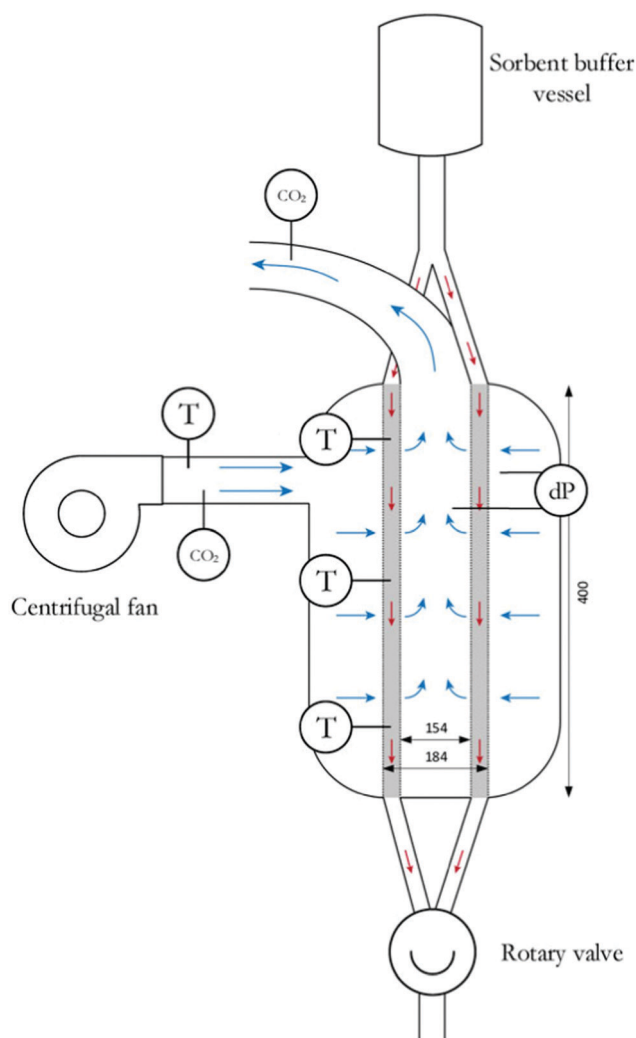 Sorbent buffer
vessel
CO₂
T
T
dP
CO₂
Centrifugal fan
T
400
T
154
184
Rotary valve